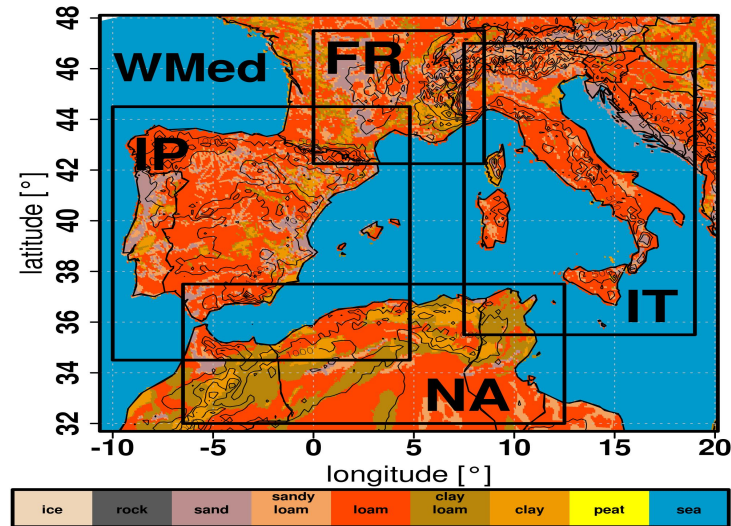 48
46
44
42
40
38
36
34
32
latitude [°]
WMed
FR
IP
IT
NA
-10
-5
0
5
10
15
20
longitude [°]
ice
rock
sand
sandy
loam
loam
clay
loam
clay
peat
sea